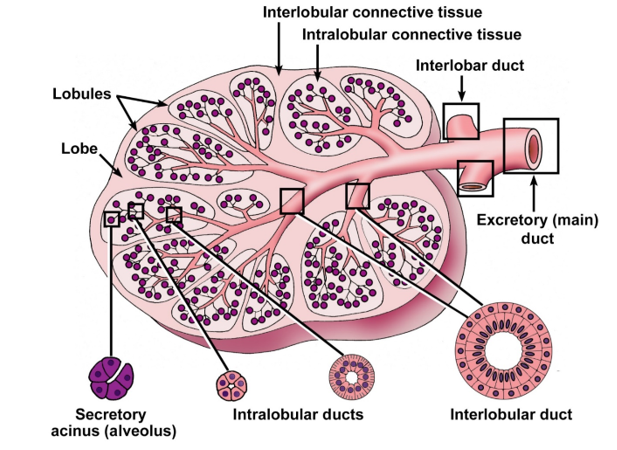 Interlobular connective tissue
Intralobular connective tissue
Interlobar duct
Lobules
Lobe
Excretory (main)
duct
Secretory
acinus (alveolus)
Intralobular ducts
Interlobular duct